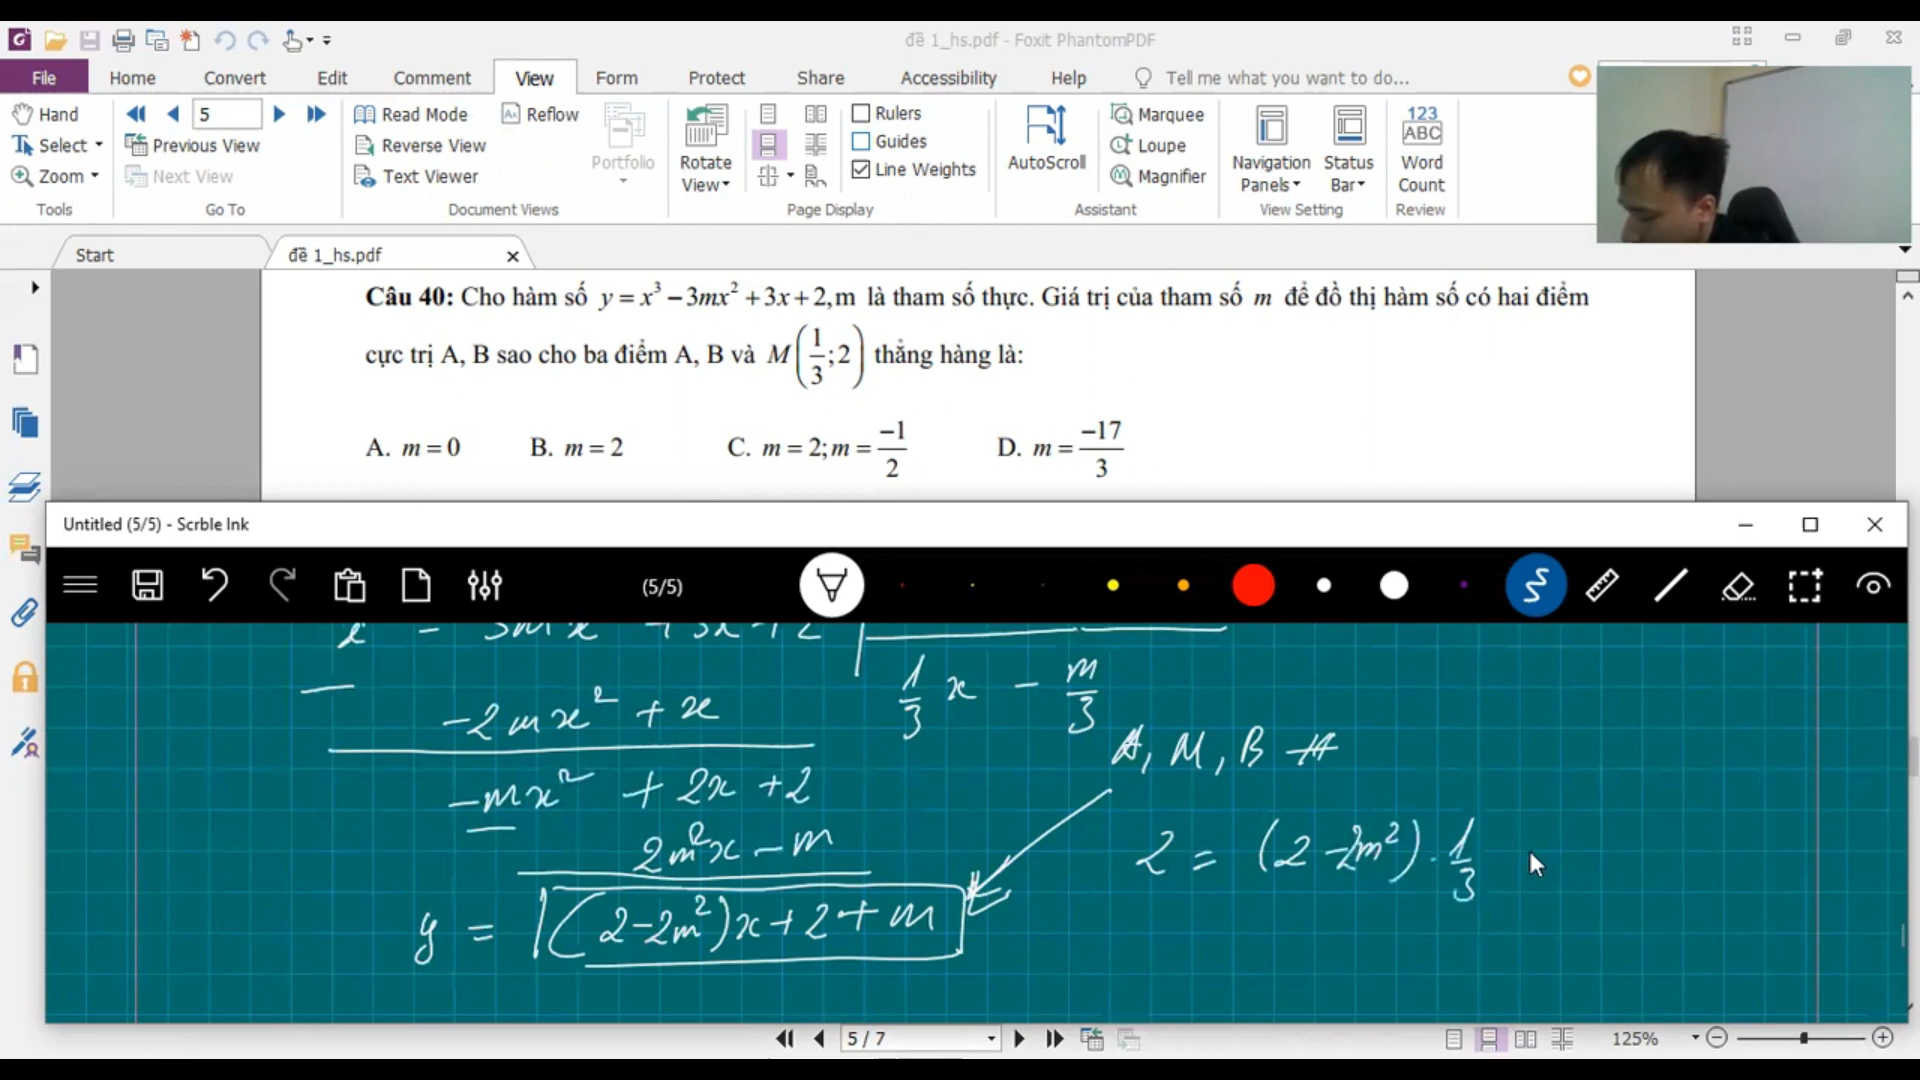 đề 1_hs.pdf - Foxit PhantomPDF
File Home Convert Edit Comment View Form Protect Share Accessibility Help Tell me what you want to do...
Hand 5 Read Mode Reflow Rulers Marquee 123 ABC
Select Previous View Reverse View Portfolio Rotate View Guides AutoScroll Loupe Navigation Panels Status Bar Word Count
Zoom Next View Text Viewer Line Weights Magnifier
Tools Go To Document Views Page Display Assistant View Setting Review
Start đề 1_hs.pdf
Câu 40: Cho hàm số y = x³ − 3mx² + 3x + 2, m là tham số thực. Giá trị của tham số m để đồ thị hàm số có hai điểm
cực trị A, B sao cho ba điểm A, B và M(1/3; 2) thẳng hàng là:
A. m = 0 B. m = 2 C. m = 2; m = −1/2 D. m = −17/3
Untitled (5/5) - Scrble Ink
(5/5)
− 3mx + 3x + 2
1/3 x − m/3
−2mx² + x
A, M, B
−mx² + 2x + 2
2m²x − m
2 = (2 − 2m²) . 1/3
y = (2 − 2m²)x + 2 + m
5 / 7 125%